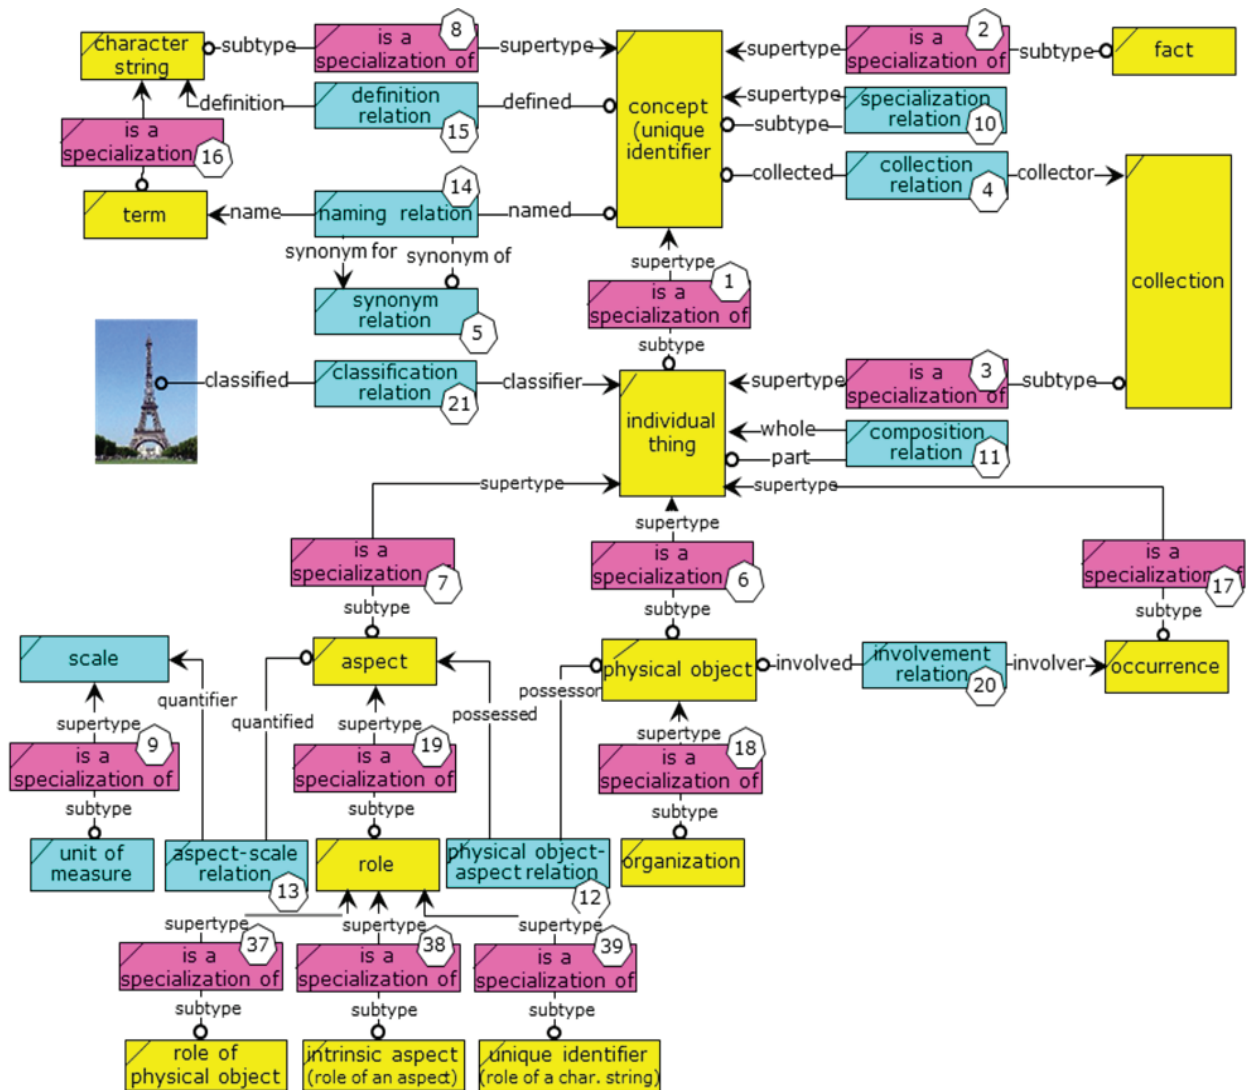 8
2
character
string
subtype
is a
specialization of
supertype
supertype
is a
specialization of
subtype
fact
definition
definition
relation
15
defined
concept
(unique
identifier
supertype
subtype
specialization
relation
10
is a
specialization
16
collected
collection
relation
4
collector
14
term
name
naming relation
named
synonym for
synonym of
supertype
1
is a
specialization of
collection
synonym
relation
5
subtype
3
classified
classification
relation
21
classifier
individual
thing
supertype
is a
specialization of
subtype
whole
part
composition
relation
11
supertype
supertype
supertype
is a
specialization
7
is a
specialization
6
is a
specialization of
17
subtype
subtype
subtype
scale
aspect
physical object
involved
involvement
relation
20
involver
occurrence
quantifier
quantified
possessed
possessor
supertype
supertype
supertype
9
is a
specialization of
19
is a
specialization of
18
is a
specialization of
subtype
subtype
subtype
unit of
measure
aspect-scale
relation
13
role
physical object-
aspect relation
12
organization
supertype
supertype
supertype
37
is a
specialization of
38
is a
specialization of
39
is a
specialization of
subtype
subtype
subtype
role of
physical object
intrinsic aspect
(role of an aspect)
unique identifier
(role of a char. string)